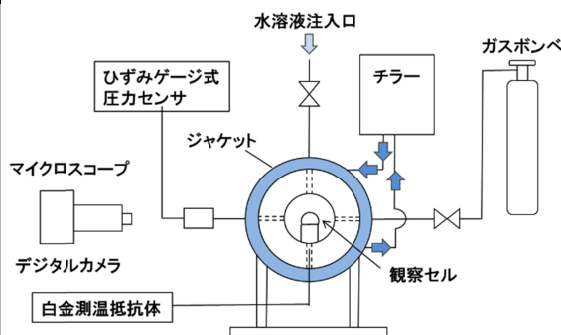 水溶液注入口
ガスボンベ
ひずみゲージ式
圧力センサ
チラー
ジャケット
マイクロスコープ
デジタルカメラ
観察セル
白金測温抵抗体